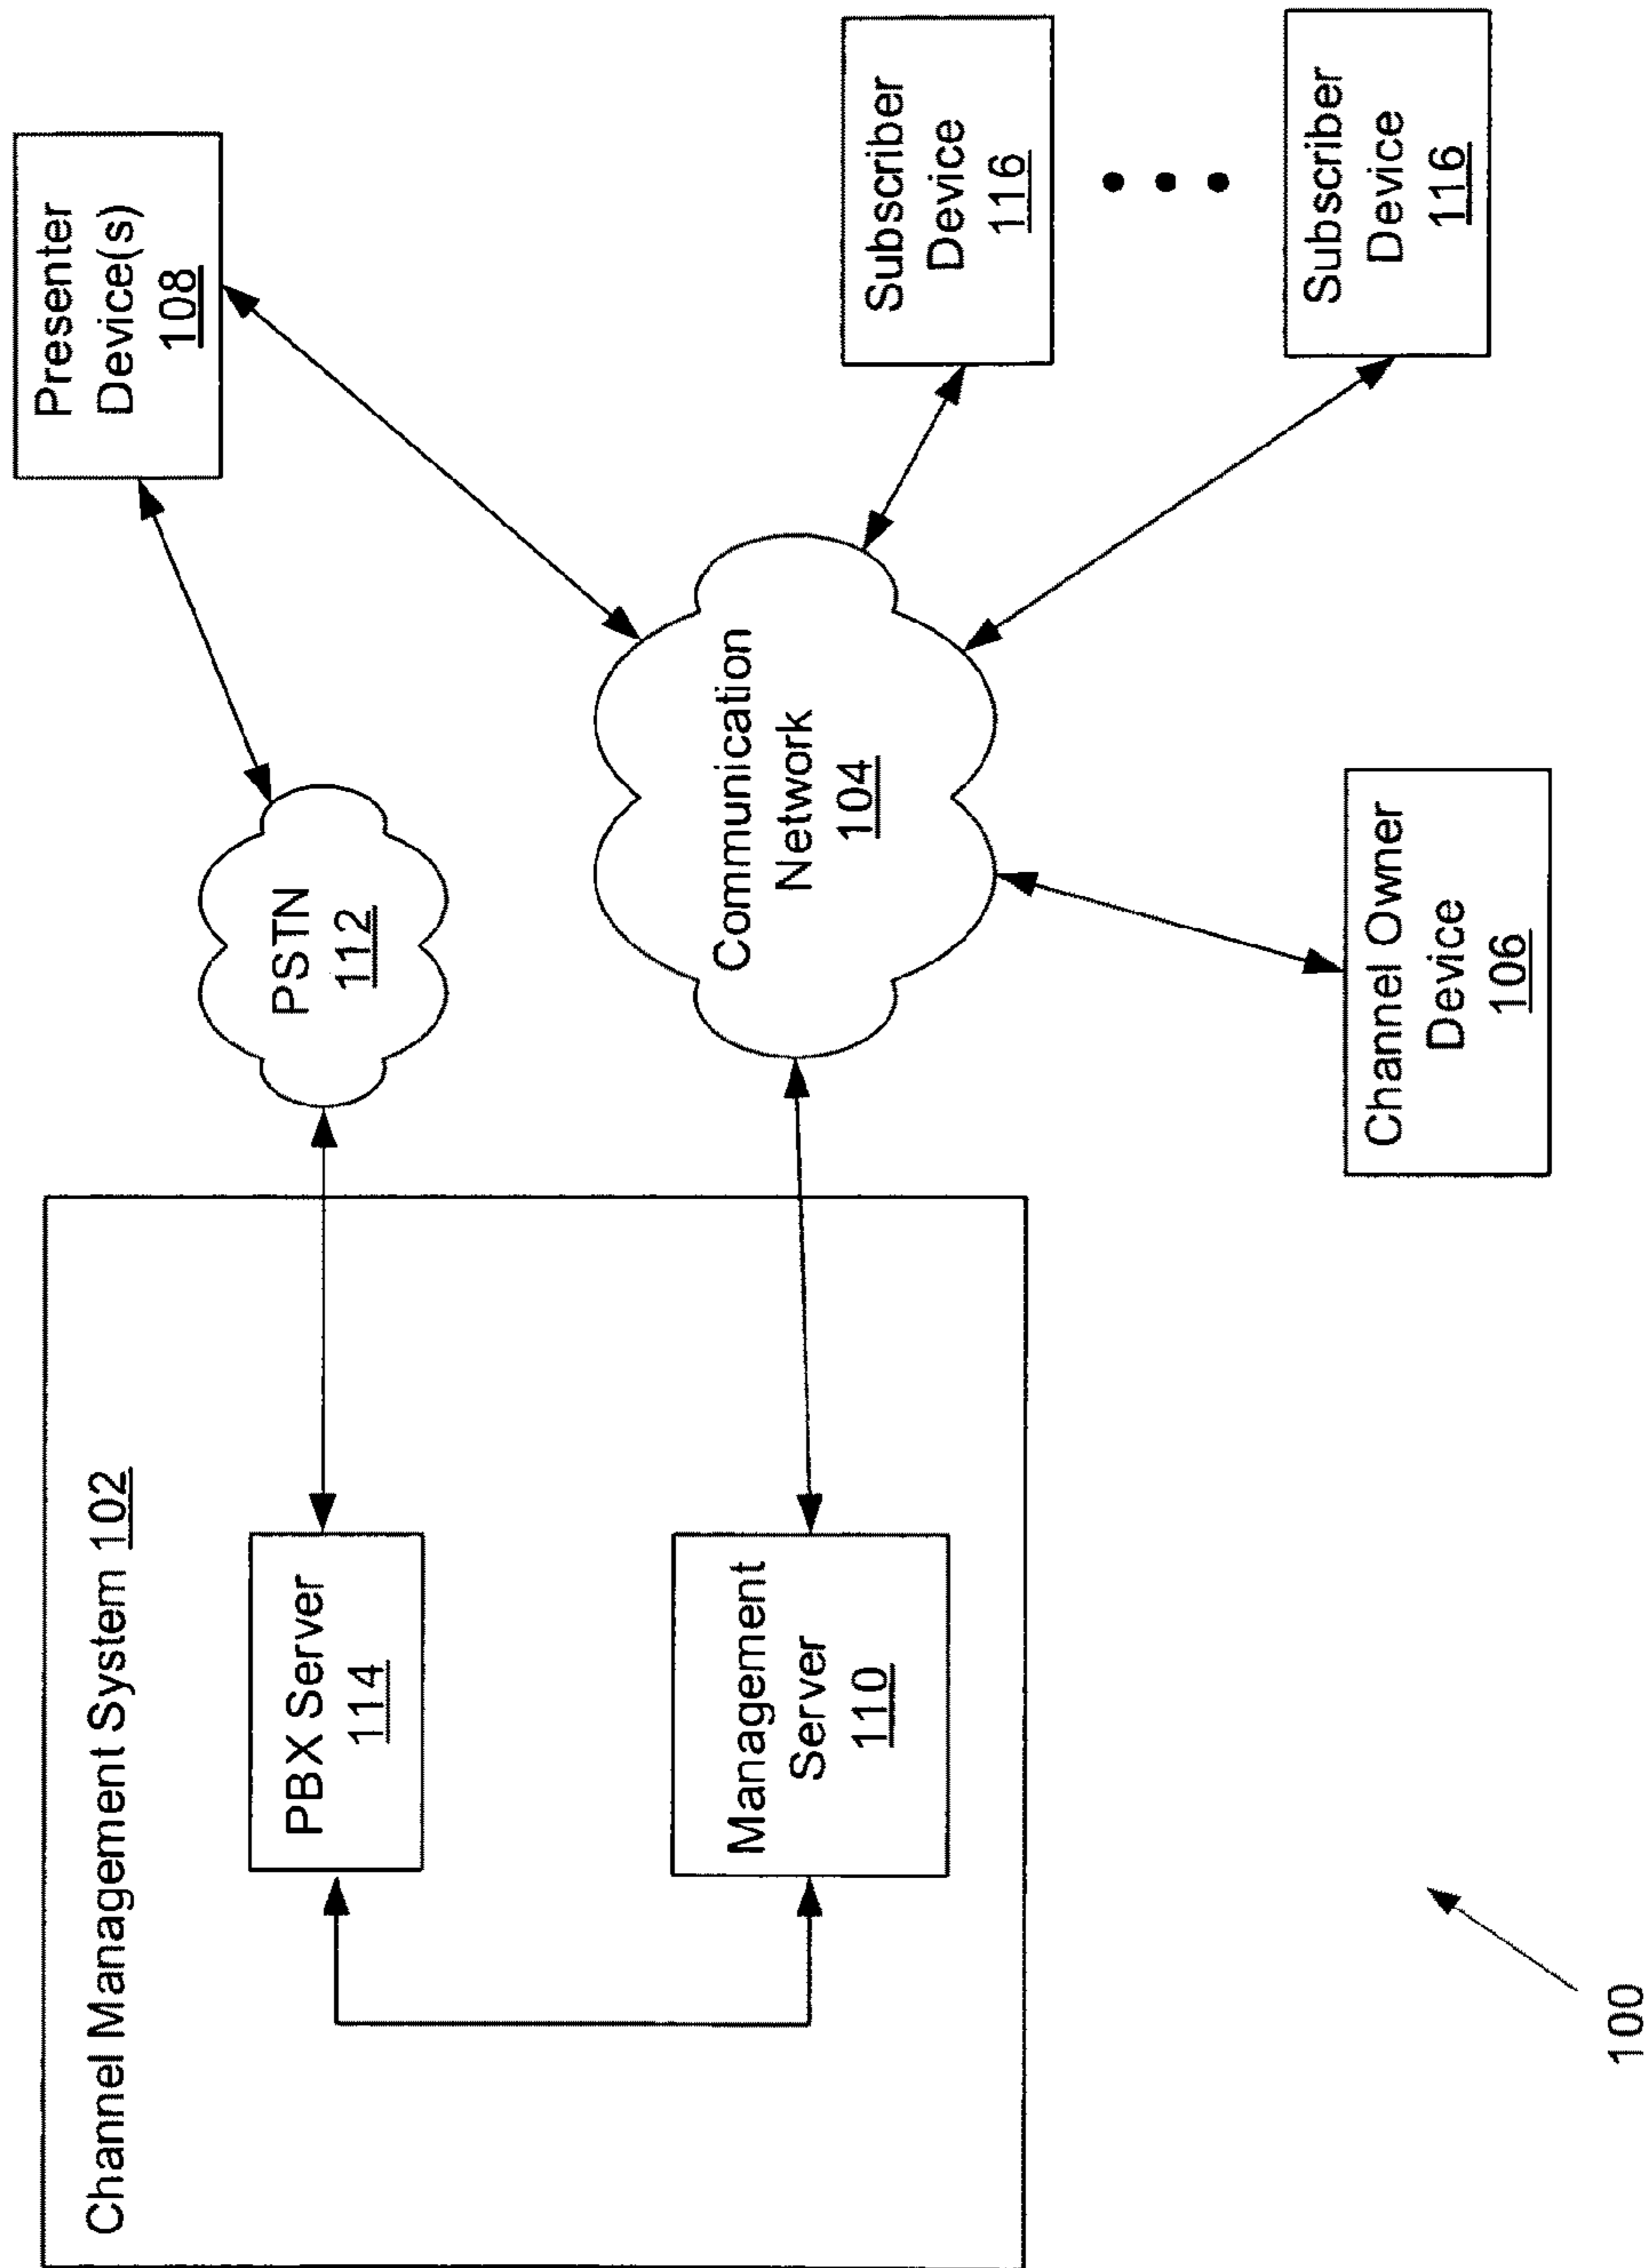 Channel Management System 102
PBX Server
114
Management
Server
110
PSTN
112
Communication
Network
104
Presenter
Device(s)
108
Subscriber
Device
116
Subscriber
Device
116
Channel Owner
Device
106
100